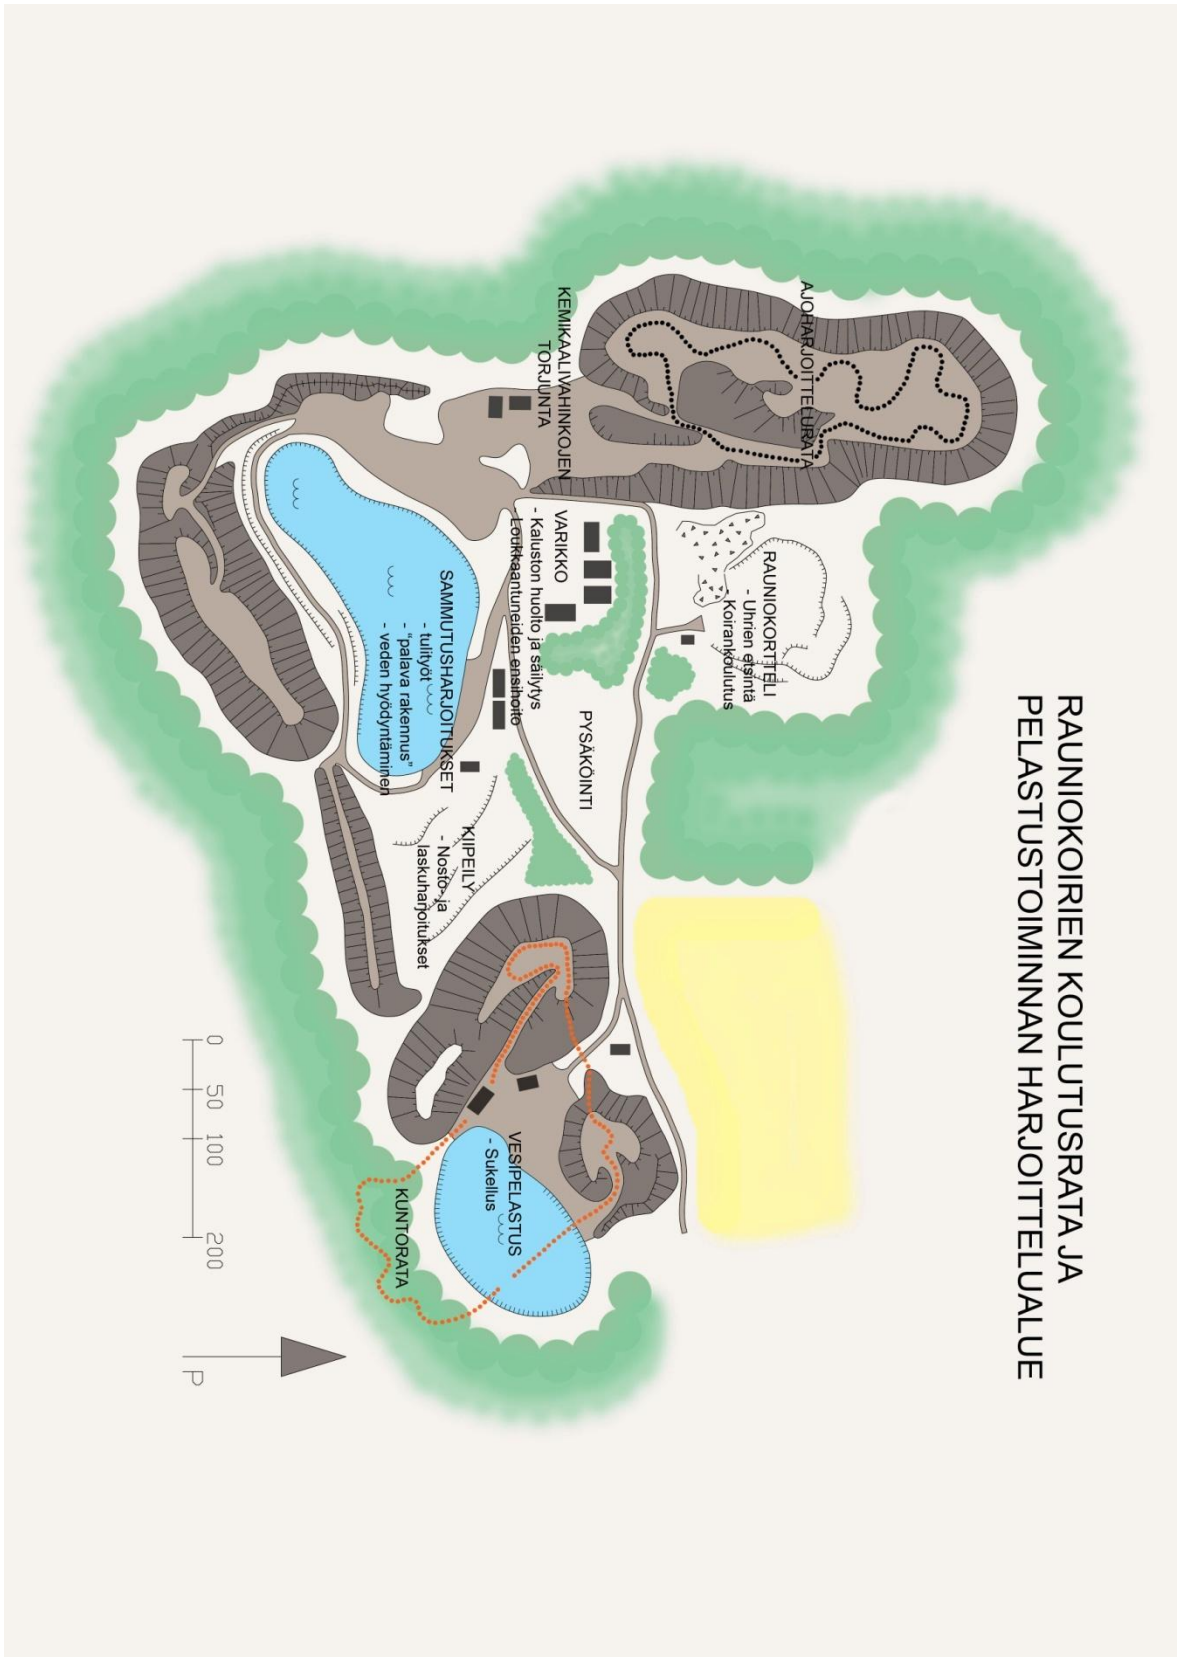 RAUNIOKOIRIEN KOULUTUSRATA JA
PELASTUSTOIMINNAN HARJOITTELUALUE
AJOHARJOITTELURATA
RAUNIOKORTTELI
- Uhrien etsintä
- Koirankoulutus
KEMIKAALIVAHINKOJEN
TORJUNTA
VARIKKO
- Kaluston huolto ja säilytys
- Loukkaantuneiden ensihoito
PYSÄKÖINTI
SAMMUTUSHARJOITUKSET
- tulityöt
- "palava rakennus"
- veden hyödyntäminen
KIIPEILY
- Nosto- ja
laskuharjoitukset
VESIPELASTUS
- Sukellus
KUNTORATA
0 50 100 200
P